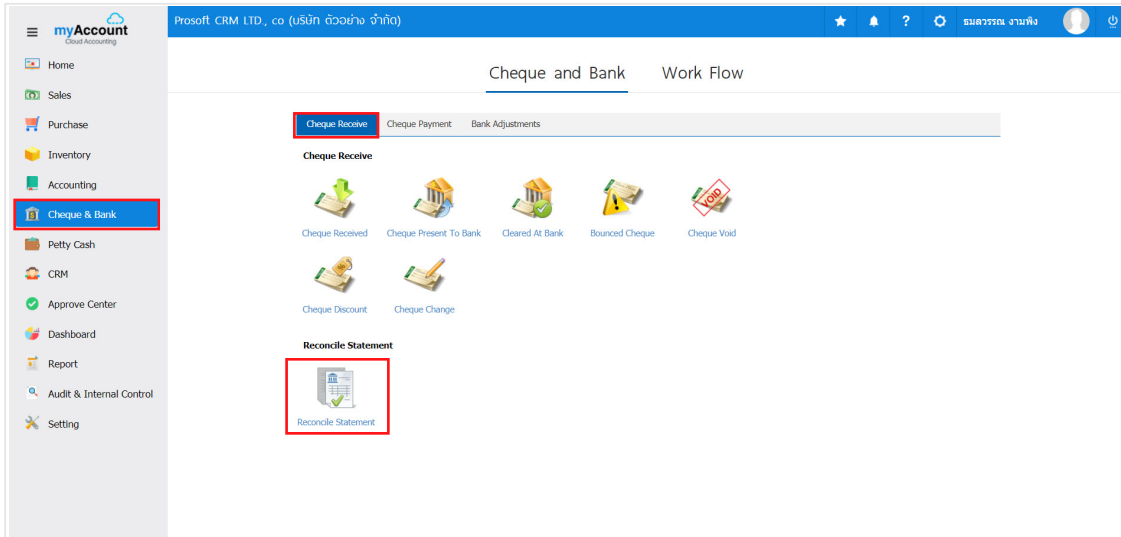 myAccount
Cloud Accounting
Prosoft CRM LTD., co (บริษัท ตัวอย่าง จำกัด)
?
ธมลวรรณ งามพิง
Home
Sales
Purchase
Inventory
Accounting
Cheque & Bank
Petty Cash
CRM
Approve Center
Dashboard
Report
Audit & Internal Control
Setting
Cheque and Bank Work Flow
Cheque Receive Cheque Payment Bank Adjustments
Cheque Receive
VOID
Cheque Received Cheque Present To Bank Cleared At Bank Bounced Cheque Cheque Void
Cheque Discount Cheque Change
Reconcile Statement
Reconcile Statement